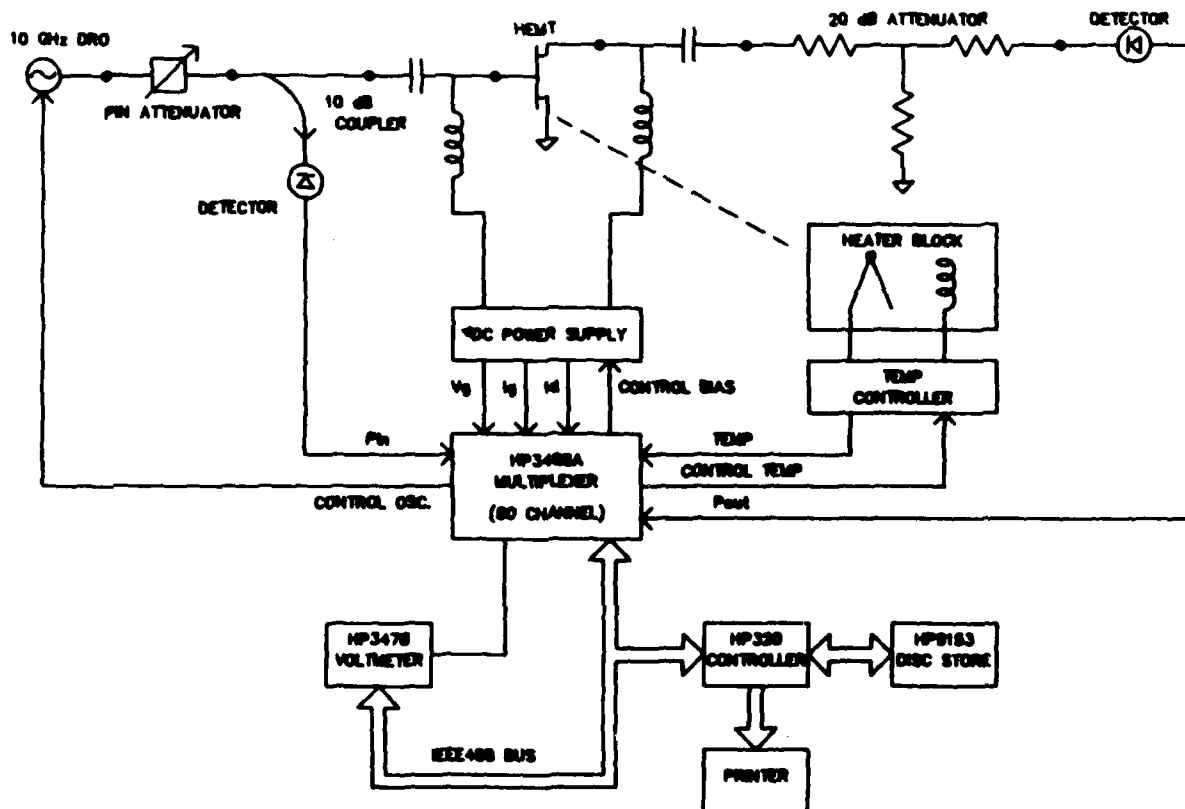 10 GHz DRO
PIN ATTENUATOR
10 dB
COUPLER
HEMT
20 dB ATTENUATOR
DETECTOR
DETECTOR
HEATER BLOCK
DC POWER SUPPLY
TEMP
CONTROLLER
Vg
Ig
Id
CONTROL BIAS
Pin
TEMP
CONTROL TEMP
Pout
CONTROL OSC.
HP3488A
MULTIPLEXER
(80 CHANNEL)
HP3478
VOLTMETER
CONTROLLER
DISC STORE
IEEE488 BUS
PRINTER